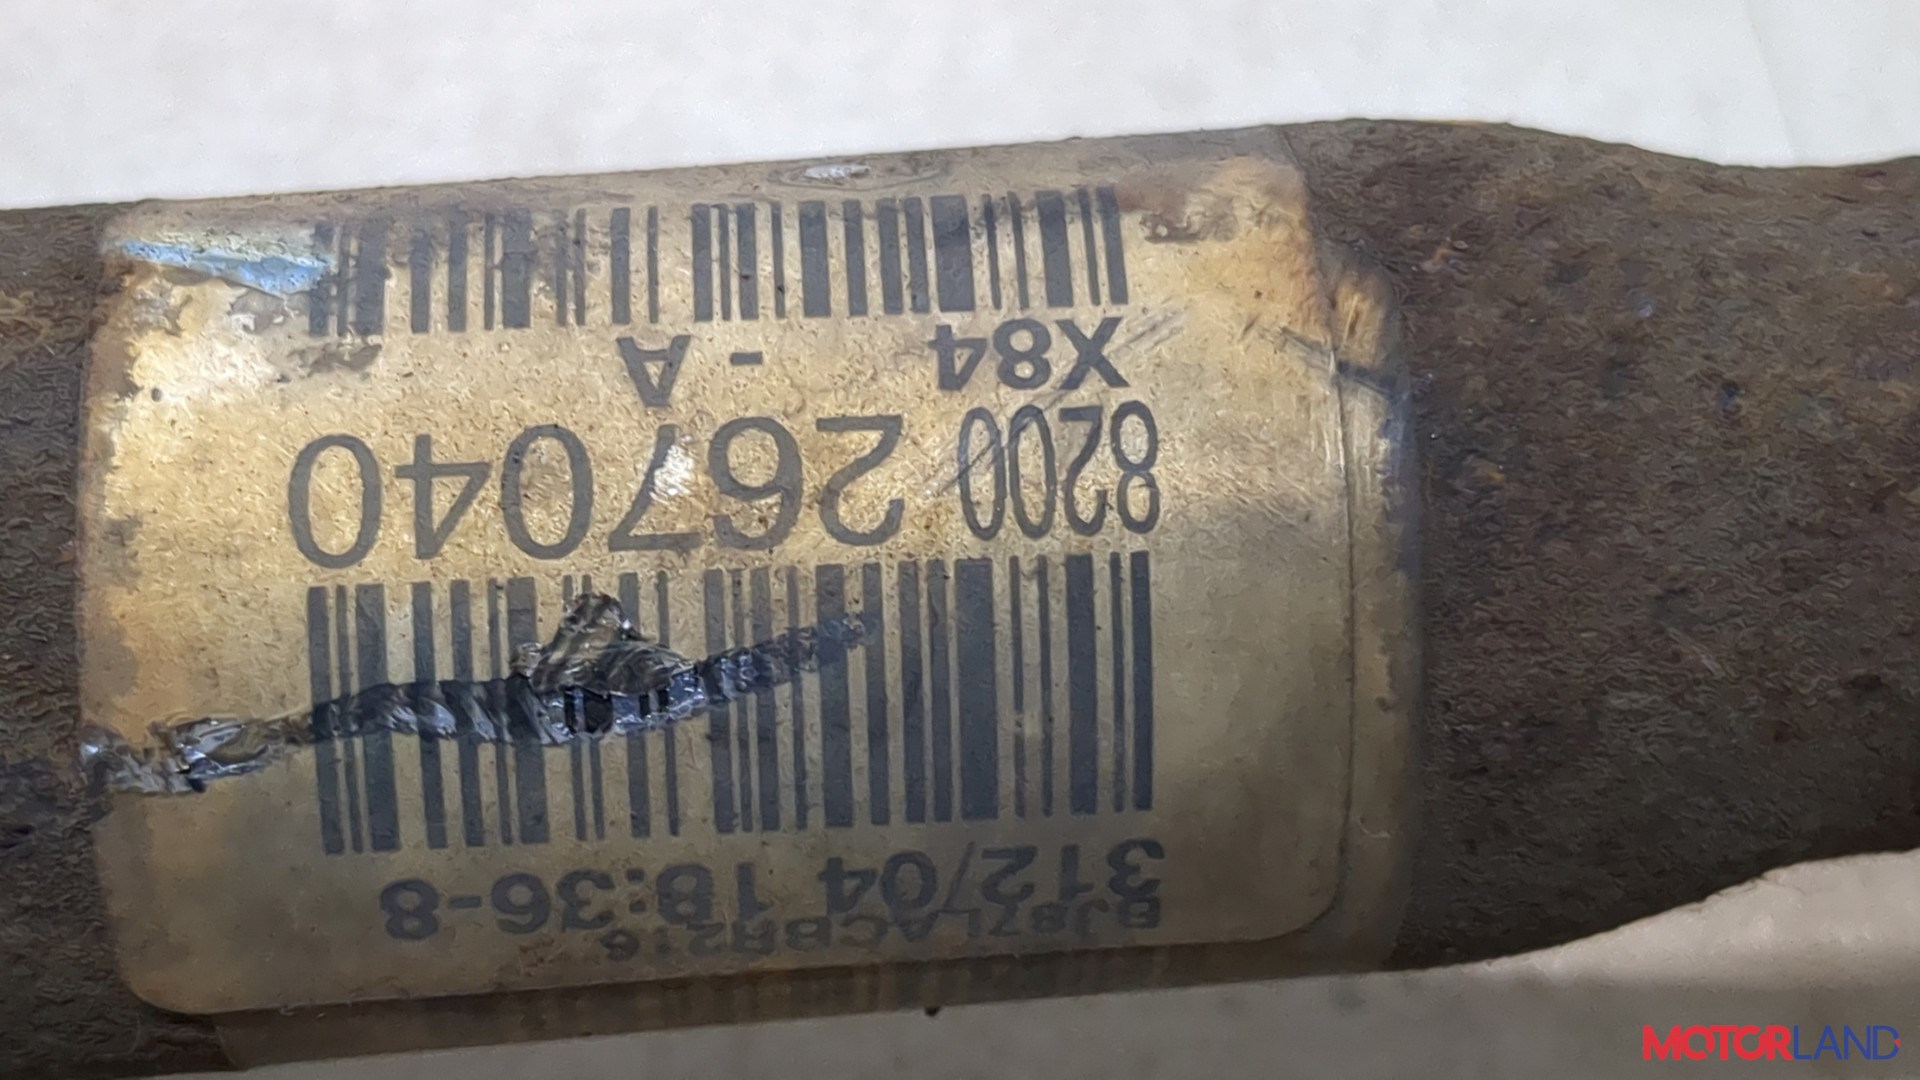 312/04 18:36-8
8200 267040
X84 - A
MOTORLAND